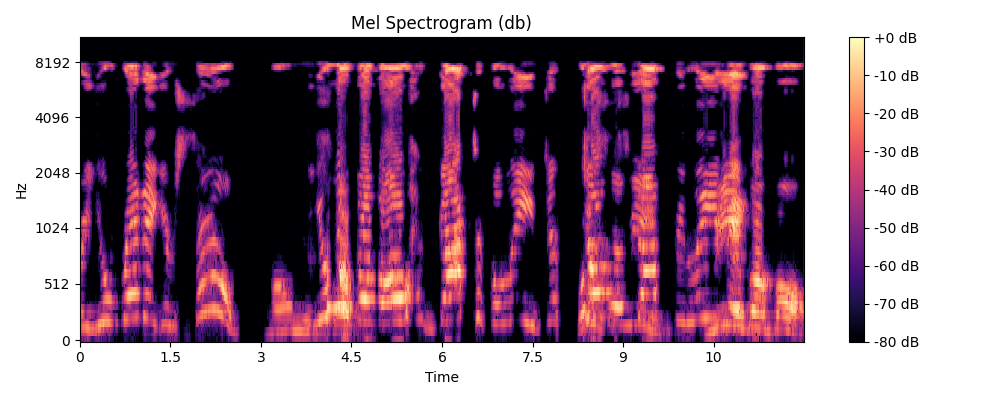 Mel Spectrogram (db)
8192
4096
2048
1024
512
0
Hz
0 1.5 3 4.5 6 7.5 9 10
Time
+0 dB
-10 dB
-20 dB
-30 dB
-40 dB
-50 dB
-60 dB
-70 dB
-80 dB